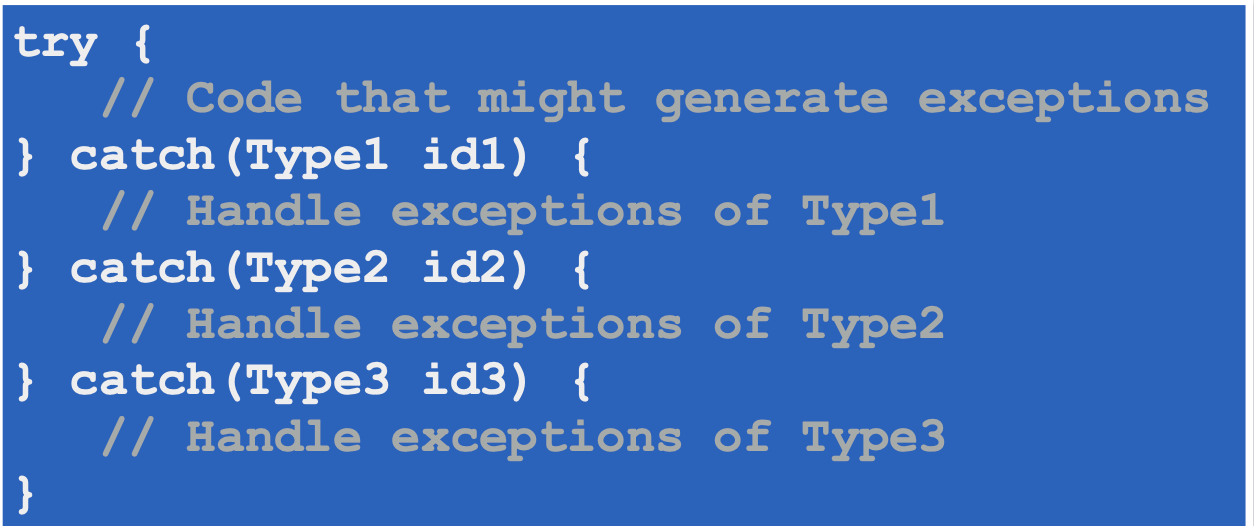 try {
   // Code that might generate exceptions
} catch(Type1 id1) {
   // Handle exceptions of Type1
} catch(Type2 id2) {
   // Handle exceptions of Type2
} catch(Type3 id3) {
   // Handle exceptions of Type3
}